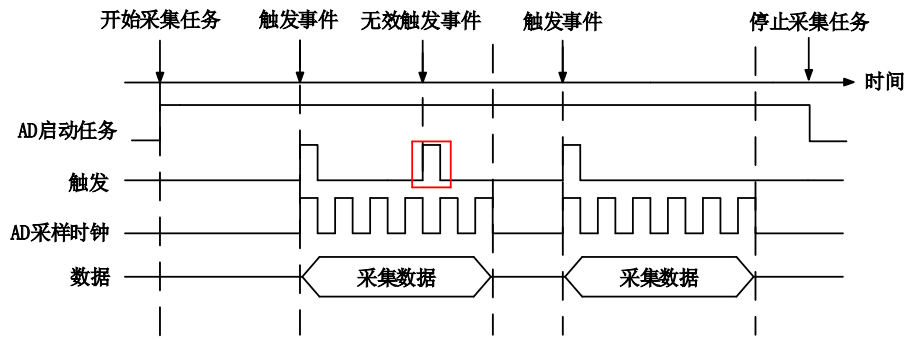 开始采集任务 触发事件 无效触发事件 触发事件 停止采集任务
时间
AD启动任务
触发
AD采样时钟
数据 采集数据 采集数据